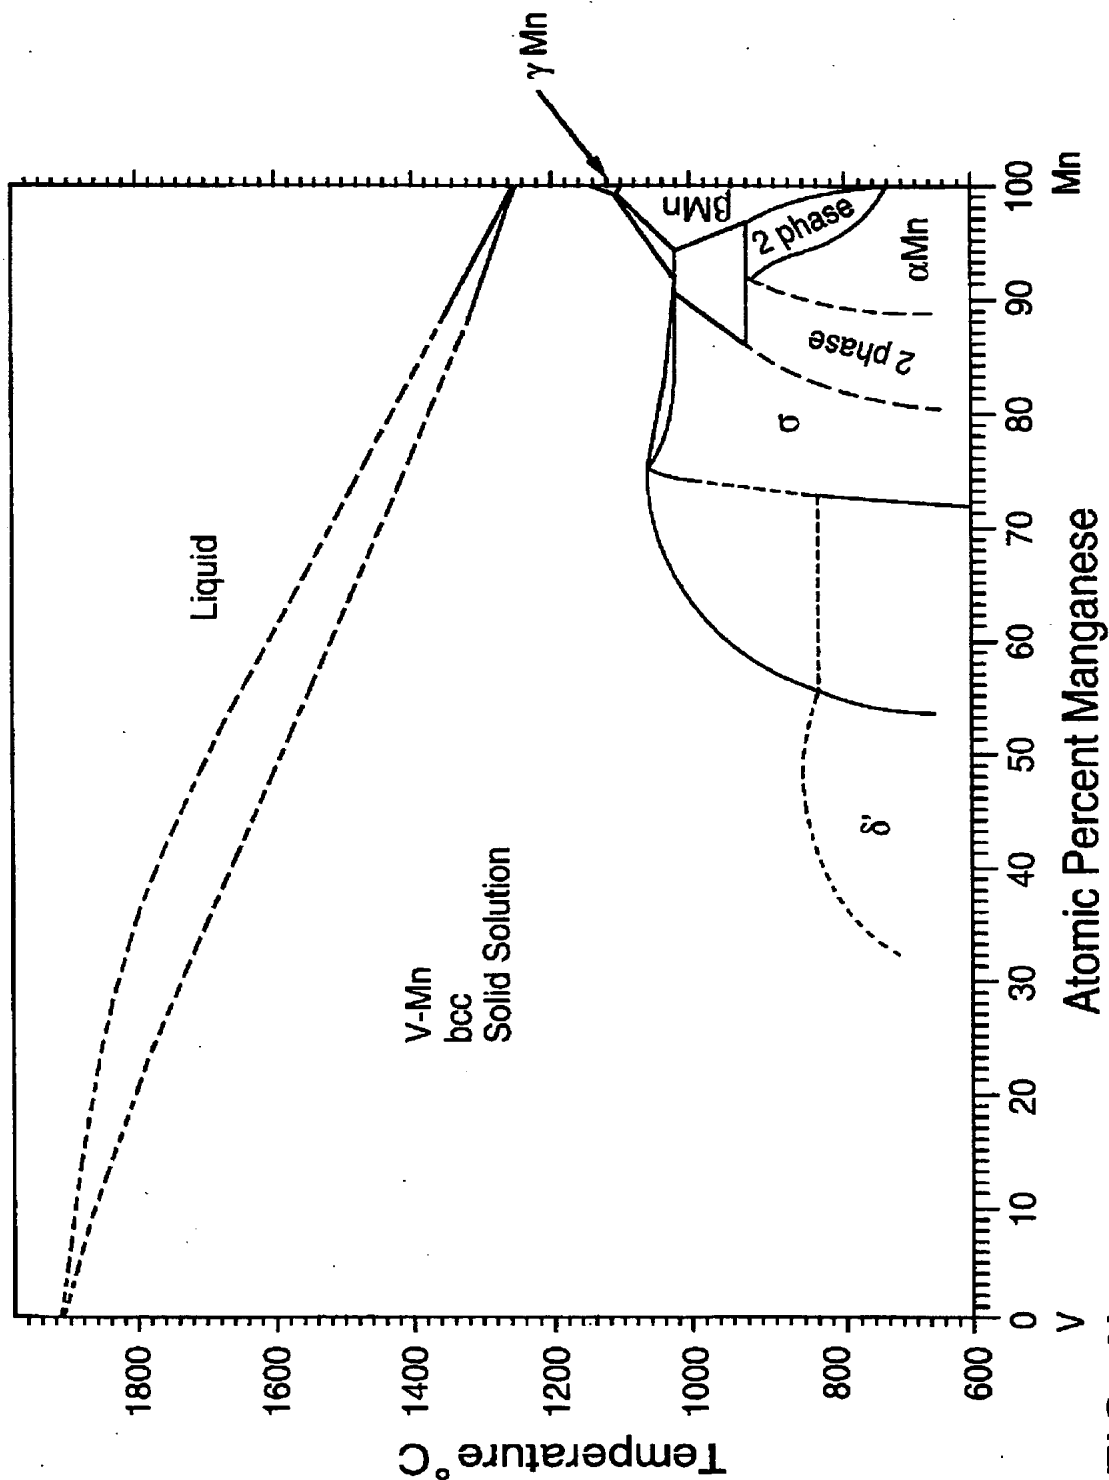 γ Mn
Liquid
V-Mn
bcc
Solid Solution
βMn
2 phase
αMn
2 phase
σ
δ'
Temperature °C
1800
1600
1400
1200
1000
800
600
0
10
20
30
40
50
60
70
80
90
100
V
Mn
Atomic Percent Manganese